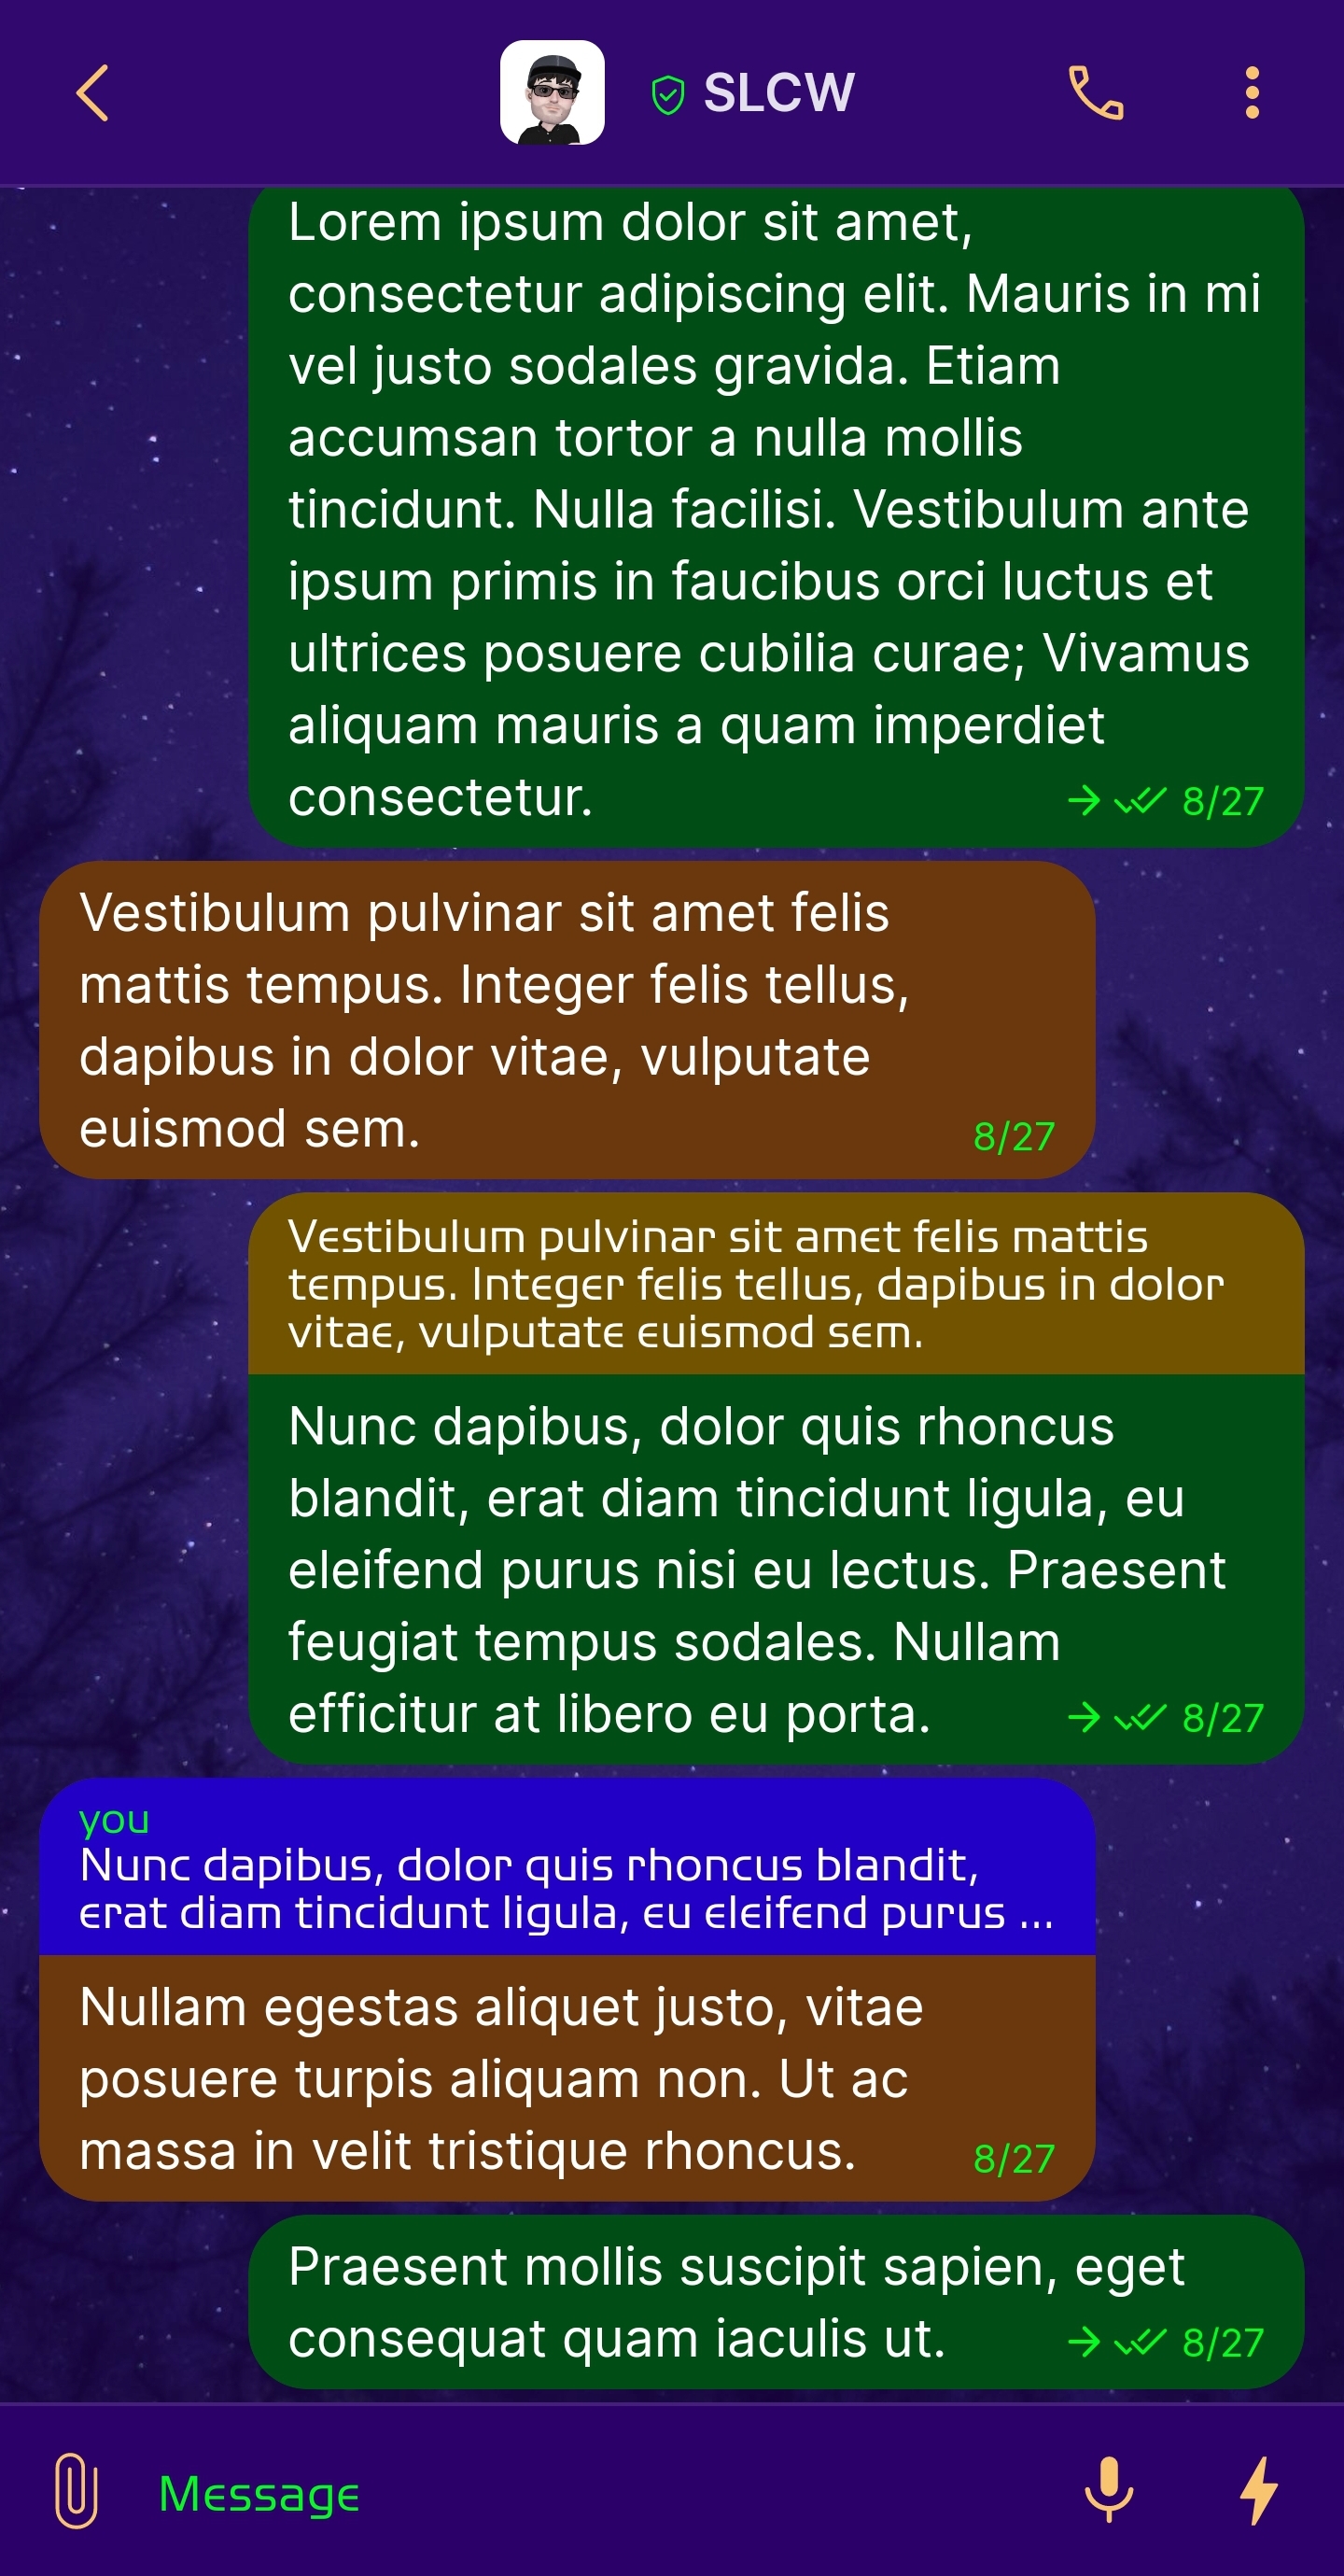 SLCW
Lorem ipsum dolor sit amet,
consectetur adipiscing elit. Mauris in mi
vel justo sodales gravida. Etiam
accumsan tortor a nulla mollis
tincidunt. Nulla facilisi. Vestibulum ante
ipsum primis in faucibus orci luctus et
ultrices posuere cubilia curae; Vivamus
aliquam mauris a quam imperdiet
consectetur. 8/27
Vestibulum pulvinar sit amet felis
mattis tempus. Integer felis tellus,
dapibus in dolor vitae, vulputate
euismod sem. 8/27
Vestibulum pulvinar sit amet felis mattis
tempus. Integer felis tellus, dapibus in dolor
vitae, vulputate euismod sem.
Nunc dapibus, dolor quis rhoncus
blandit, erat diam tincidunt ligula, eu
eleifend purus nisi eu lectus. Praesent
feugiat tempus sodales. Nullam
efficitur at libero eu porta. 8/27
you
Nunc dapibus, dolor quis rhoncus blandit,
erat diam tincidunt ligula, eu eleifend purus ...
Nullam egestas aliquet justo, vitae
posuere turpis aliquam non. Ut ac
massa in velit tristique rhoncus. 8/27
Praesent mollis suscipit sapien, eget
consequat quam iaculis ut. 8/27
Message